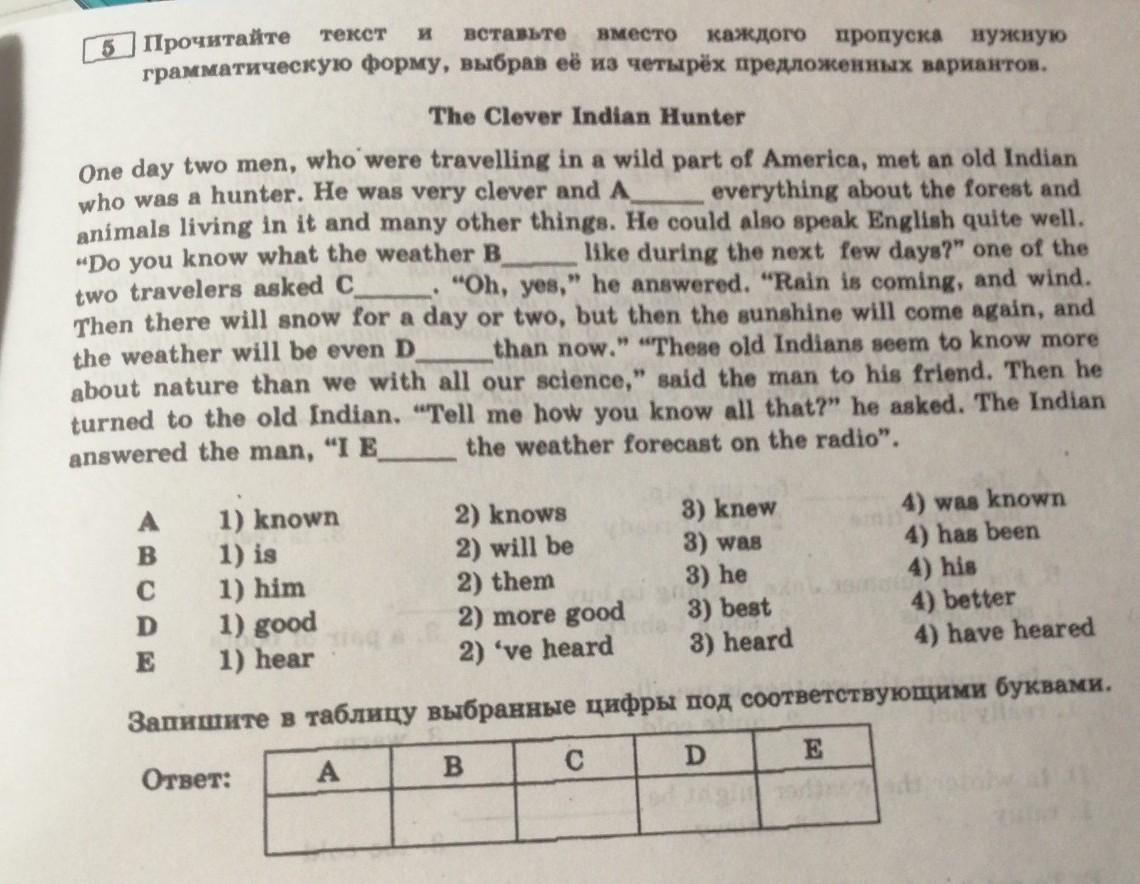 5 Прочитайте текст и вставьте вместо каждого пропуска нужную
грамматическую форму, выбрав её из четырёх предложенных вариантов.
The Clever Indian Hunter
One day two men, who were travelling in a wild part of America, met an old Indian
who was a hunter. He was very clever and A_____ everything about the forest and
animals living in it and many other things. He could also speak English quite well.
“Do you know what the weather B_____ like during the next few days?” one of the
two travelers asked C_____. “Oh, yes,” he answered. “Rain is coming, and wind.
Then there will snow for a day or two, but then the sunshine will come again, and
the weather will be even D_____ than now.” “These old Indians seem to know more
about nature than we with all our science,” said the man to his friend. Then he
turned to the old Indian. “Tell me how you know all that?” he asked. The Indian
answered the man, “I E_____ the weather forecast on the radio”.
A 1) known 2) knows 3) knew 4) was known
B 1) is 2) will be 3) was 4) has been
C 1) him 2) them 3) he 4) his
D 1) good 2) more good 3) best 4) better
E 1) hear 2) ‘ve heard 3) heard 4) have heared
Запишите в таблицу выбранные цифры под соответствующими буквами.
Ответ: A B C D E